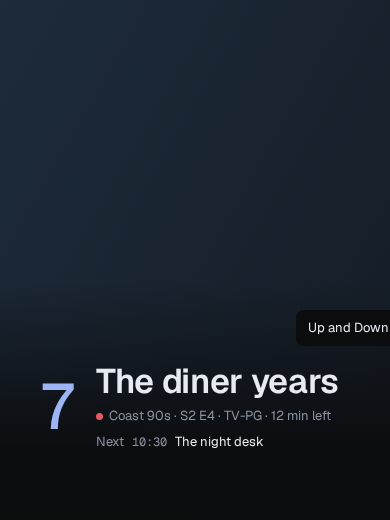 Up and Down
7
The diner years
Coast 90s · S2 E4 · TV-PG · 12 min left
Next 10:30 The night desk